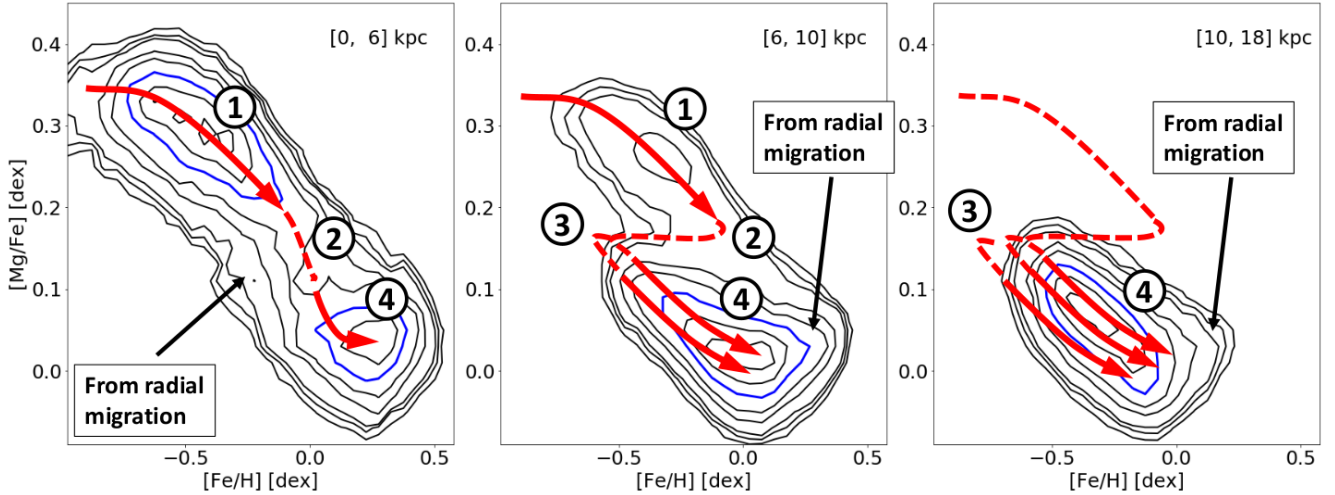 [0, 6] kpc
[6, 10] kpc
[10, 18] kpc
0.4
0.3
0.2
0.1
0.0
[Mg/Fe] [dex]
1
2
4
From radial
migration
1
2
3
4
From radial
migration
3
4
From radial
migration
−0.5
0.0
0.5
[Fe/H] [dex]
0.4
0.3
0.2
0.1
0.0
−0.5
0.0
0.5
[Fe/H] [dex]
0.4
0.3
0.2
0.1
0.0
−0.5
0.0
0.5
[Fe/H] [dex]